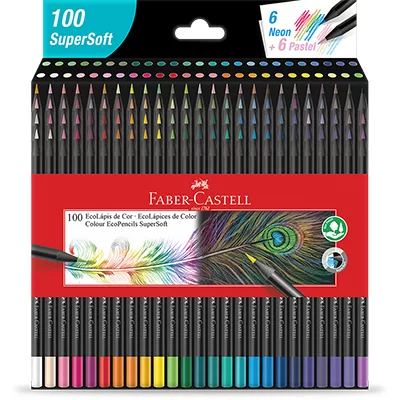 100
SuperSoft
6
Neon
+ 6 Pastel
FABER-CASTELL
since 1761
100 EcoLápis de Cor · EcoLápices de Color
Colour EcoPencils SuperSoft